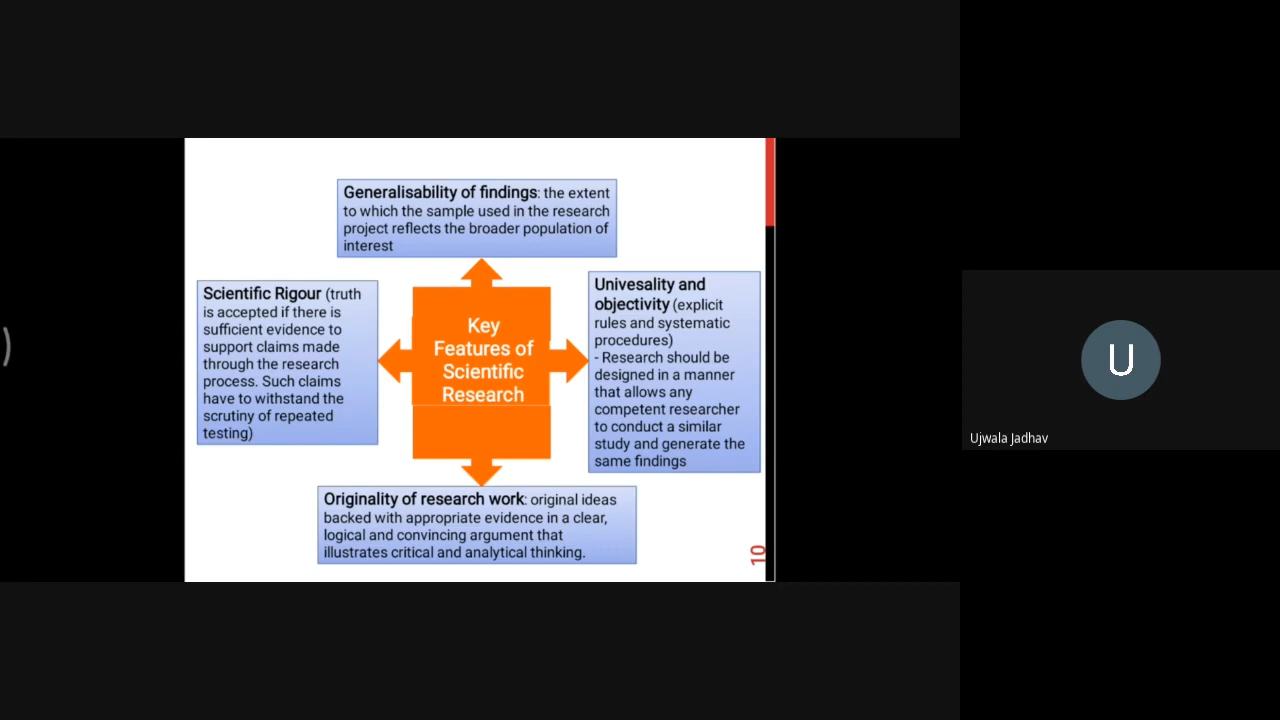 Generalisability of findings: the extent
to which the sample used in the research
project reflects the broader population of
interest
Scientific Rigour (truth
is accepted if there is
sufficient evidence to
support claims made
through the research
process. Such claims
have to withstand the
scrutiny of repeated
testing)
Key
Features of
Scientific
Research
Univesality and
objectivity (explicit
rules and systematic
procedures)
- Research should be
designed in a manner
that allows any
competent researcher
to conduct a similar
study and generate the
same findings
Originality of research work: original ideas
backed with appropriate evidence in a clear,
logical and convincing argument that
illustrates critical and analytical thinking.
10
U
Ujwala Jadhav